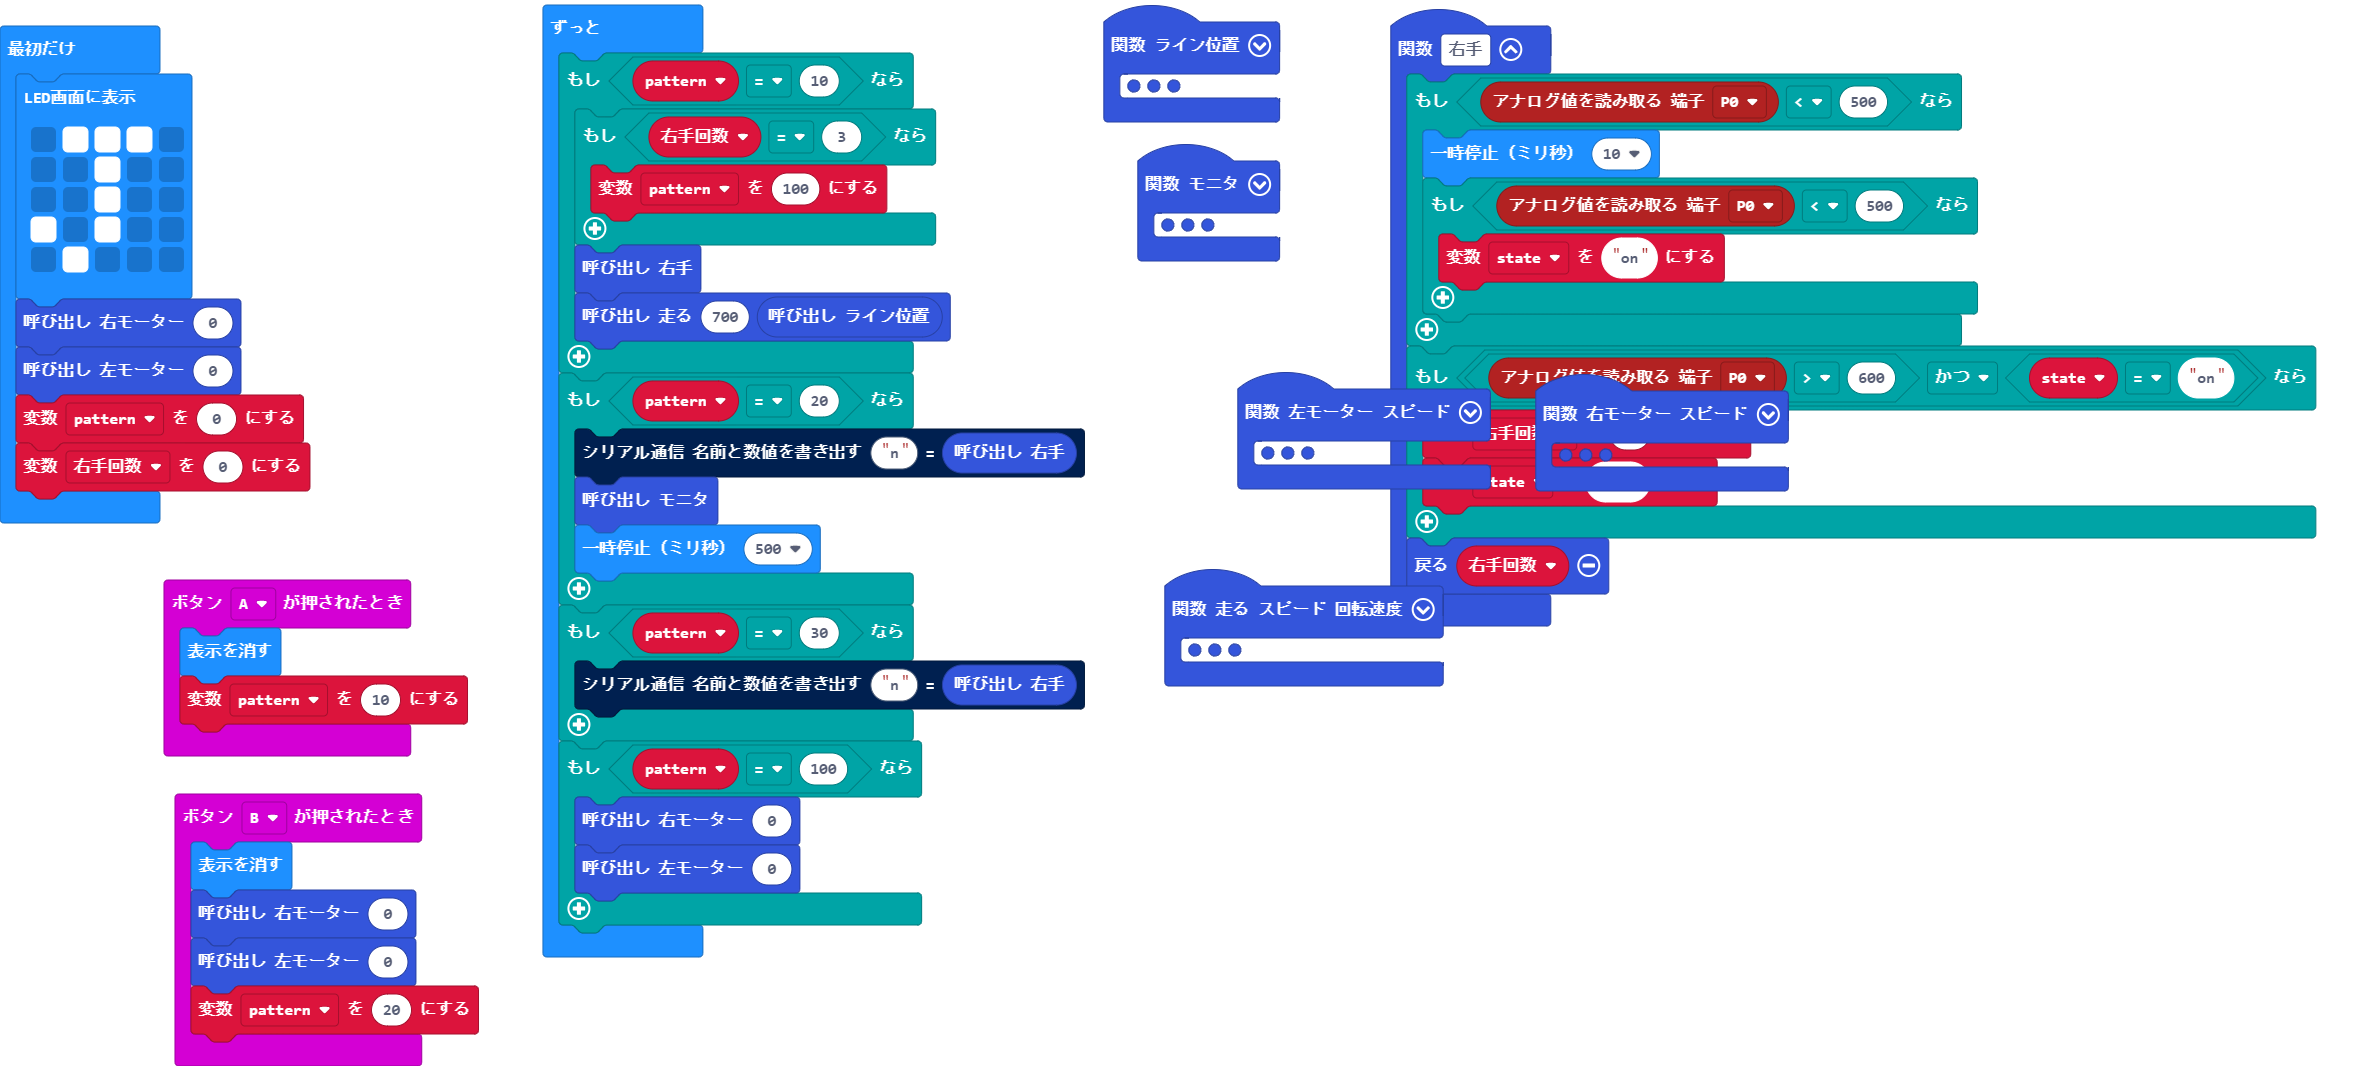 最初だけ
LED画面に表示
呼び出し 右モーター 0
呼び出し 左モーター 0
変数 pattern を 0 にする
変数 右手回数 を 0 にする
ボタン A が押されたとき
表示を消す
変数 pattern を 10 にする
ボタン B が押されたとき
表示を消す
呼び出し 右モーター 0
呼び出し 左モーター 0
変数 pattern を 20 にする
ずっと
もし pattern = 10 なら
もし 右手回数 = 3 なら
変数 pattern を 100 にする
呼び出し 右手
呼び出し 走る 700 呼び出し ライン位置
もし pattern = 20 なら
シリアル通信 名前と数値を書き出す "n" = 呼び出し 右手
呼び出し モニタ
一時停止（ミリ秒） 500
もし pattern = 30 なら
シリアル通信 名前と数値を書き出す "n" = 呼び出し 右手
もし pattern = 100 なら
呼び出し 右モーター 0
呼び出し 左モーター 0
関数 ライン位置
関数 モニタ
関数 左モーター スピード
関数 右モーター スピード
関数 走る スピード 回転速度
関数 右手
もし アナログ値を読み取る 端子 P0 < 500 なら
一時停止（ミリ秒） 10
もし アナログ値を読み取る 端子 P0 < 500 なら
変数 state を "on" にする
もし アナログ値を読み取る 端子 P0 > 600 かつ state = "on" なら
戻る 右手回数